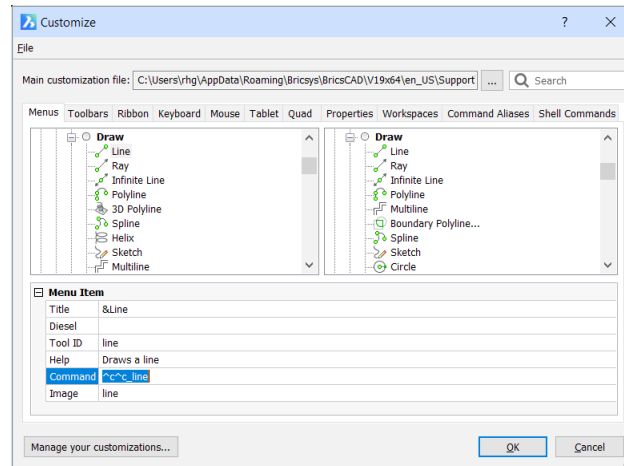 Customize
File
Main customization file: C:\Users\rhg\AppData\Roaming\Bricsys\BricsCAD\V19x64\en_US\Support ... Search
Menus Toolbars Ribbon Keyboard Mouse Tablet Quad Properties Workspaces Command Aliases Shell Commands
Draw
Line
Ray
Infinite Line
Polyline
3D Polyline
Spline
Helix
Sketch
Multiline
Draw
Line
Ray
Infinite Line
Polyline
Multiline
Boundary Polyline...
Spline
Sketch
Circle
Menu Item
Title &Line
Diesel
Tool ID line
Help Draws a line
Command ^c^c_line
Image line
Manage your customizations... OK Cancel